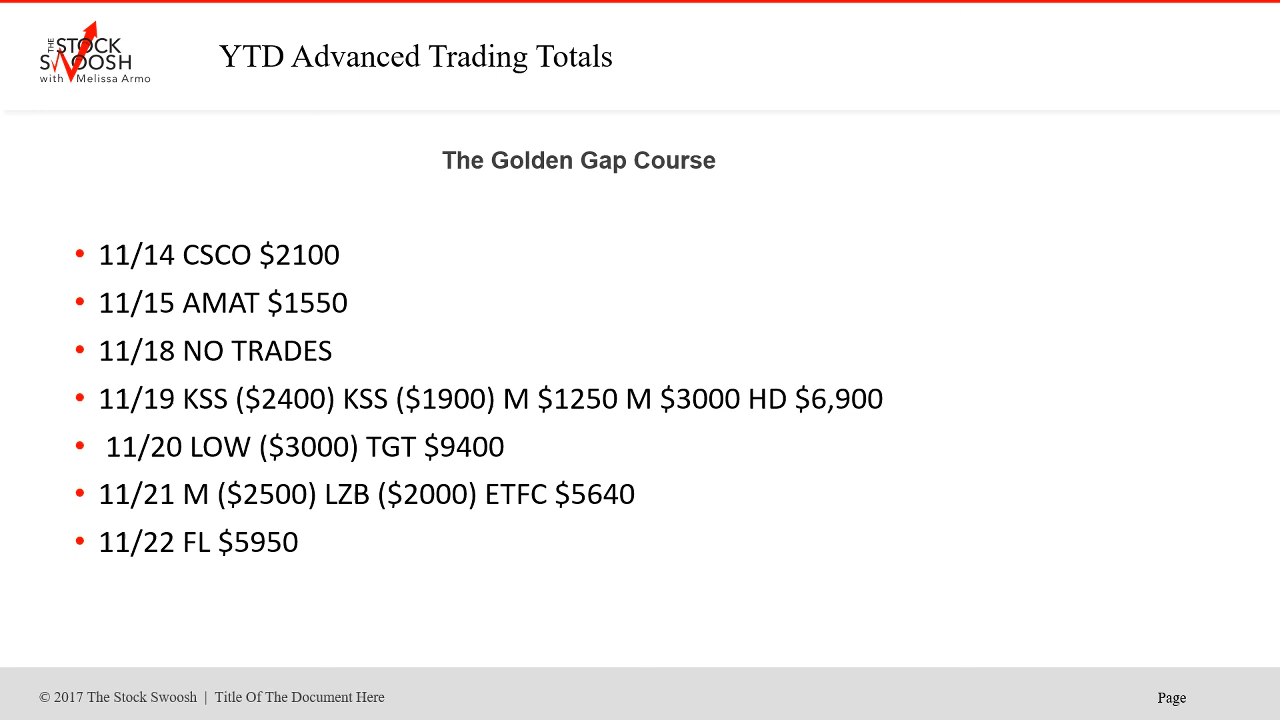 THE STOCK
SWOOSH
with Melissa Armo
YTD Advanced Trading Totals
The Golden Gap Course
• 11/14 CSCO $2100
• 11/15 AMAT $1550
• 11/18 NO TRADES
• 11/19 KSS ($2400) KSS ($1900) M $1250 M $3000 HD $6,900
• 11/20 LOW ($3000) TGT $9400
• 11/21 M ($2500) LZB ($2000) ETFC $5640
• 11/22 FL $5950
© 2017 The Stock Swoosh | Title Of The Document Here
Page